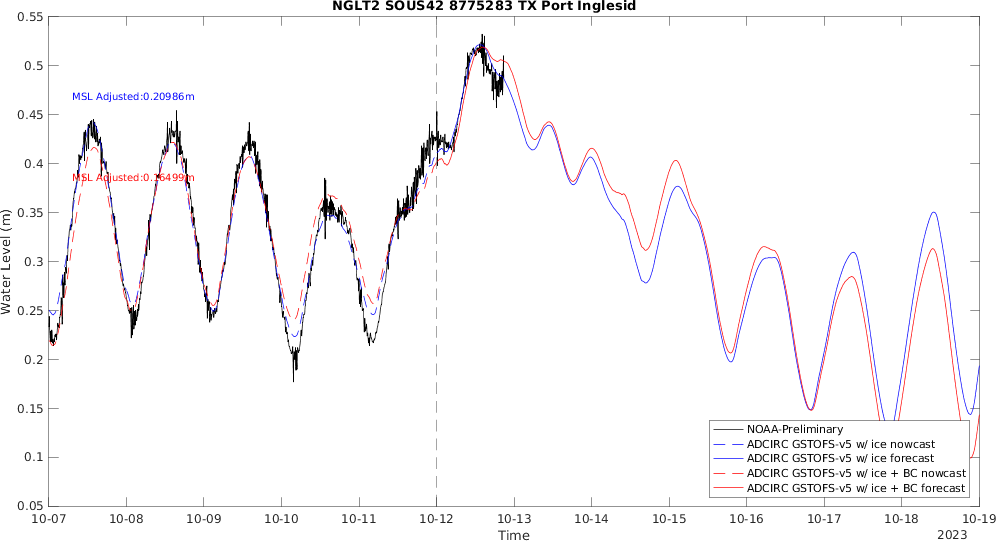 NGLT2 SOUS42 8775283 TX Port Inglesid
0.55
0.5
0.45
0.4
0.35
0.3
0.25
0.2
0.15
0.1
0.05
Water Level (m)
MSL Adjusted:0.20986m
MSL Adjusted:0.16499m
NOAA-Preliminary
ADCIRC GSTOFS-v5 w/ ice nowcast
ADCIRC GSTOFS-v5 w/ ice forecast
ADCIRC GSTOFS-v5 w/ ice + BC nowcast
ADCIRC GSTOFS-v5 w/ ice + BC forecast
10-07 10-08 10-09 10-10 10-11 10-12 10-13 10-14 10-15 10-16 10-17 10-18 10-19
Time
2023